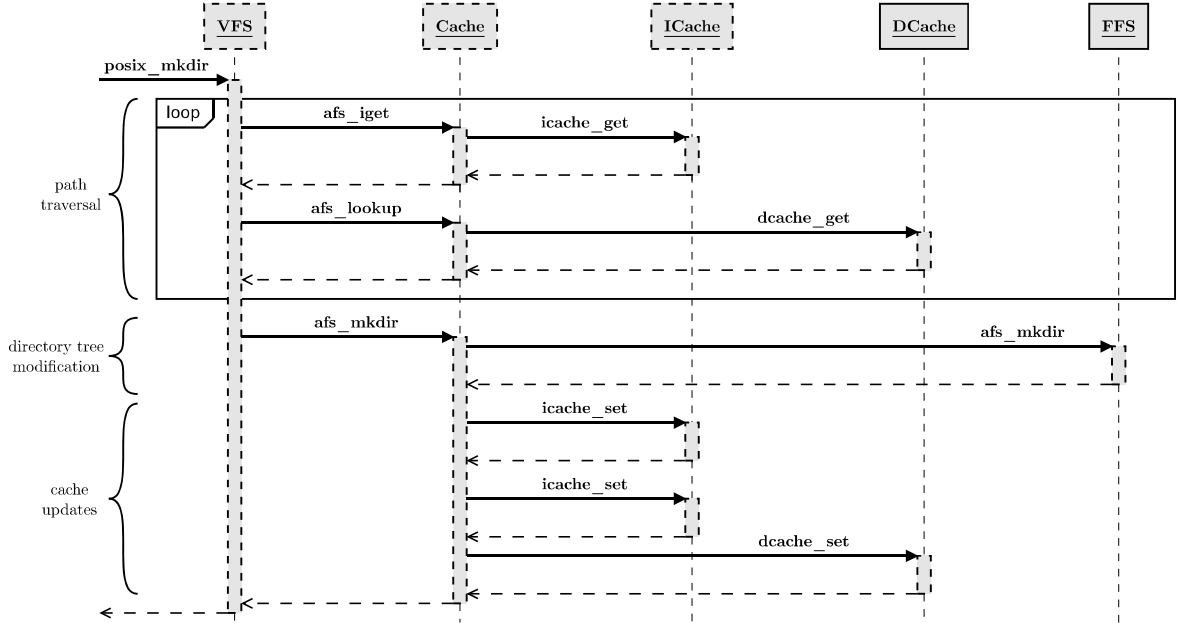 VFS
Cache
ICache
DCache
FFS
posix_mkdir
loop
afs_iget
icache_get
path
traversal
afs_lookup
dcache_get
afs_mkdir
afs_mkdir
directory tree
modification
icache_set
icache_set
cache
updates
dcache_set